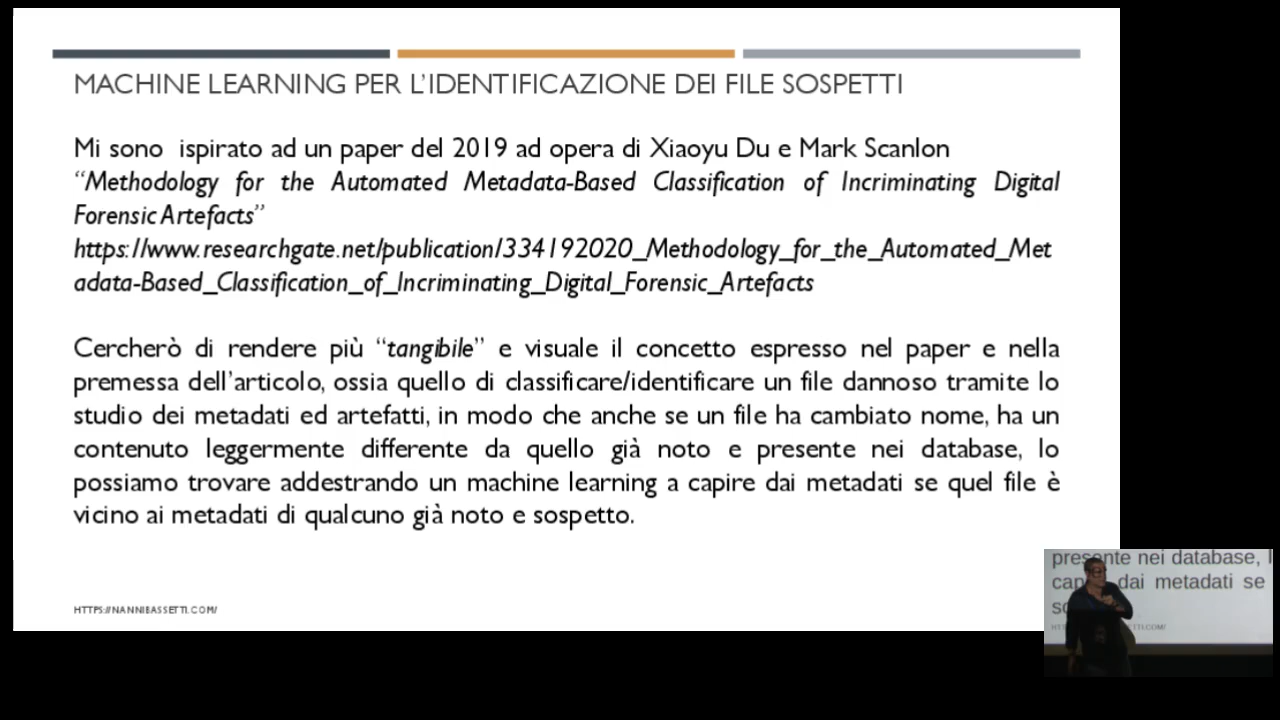 MACHINE LEARNING PER L'IDENTIFICAZIONE DEI FILE SOSPETTI
Mi sono ispirato ad un paper del 2019 ad opera di Xiaoyu Du e Mark Scanlon
“Methodology for the Automated Metadata-Based Classification of Incriminating Digital
Forensic Artefacts”
https://www.researchgate.net/publication/334192020_Methodology_for_the_Automated_Met
adata-Based_Classification_of_Incriminating_Digital_Forensic_Artefacts
Cercherò di rendere più “tangibile” e visuale il concetto espresso nel paper e nella
premessa dell’articolo, ossia quello di classificare/identificare un file dannoso tramite lo
studio dei metadati ed artefatti, in modo che anche se un file ha cambiato nome, ha un
contenuto leggermente differente da quello già noto e presente nei database, lo
possiamo trovare addestrando un machine learning a capire dai metadati se quel file è
vicino ai metadati di qualcuno già noto e sospetto.
HTTPS://NANNIBASSETTI.COM/
presente nei database,
dai metadati se